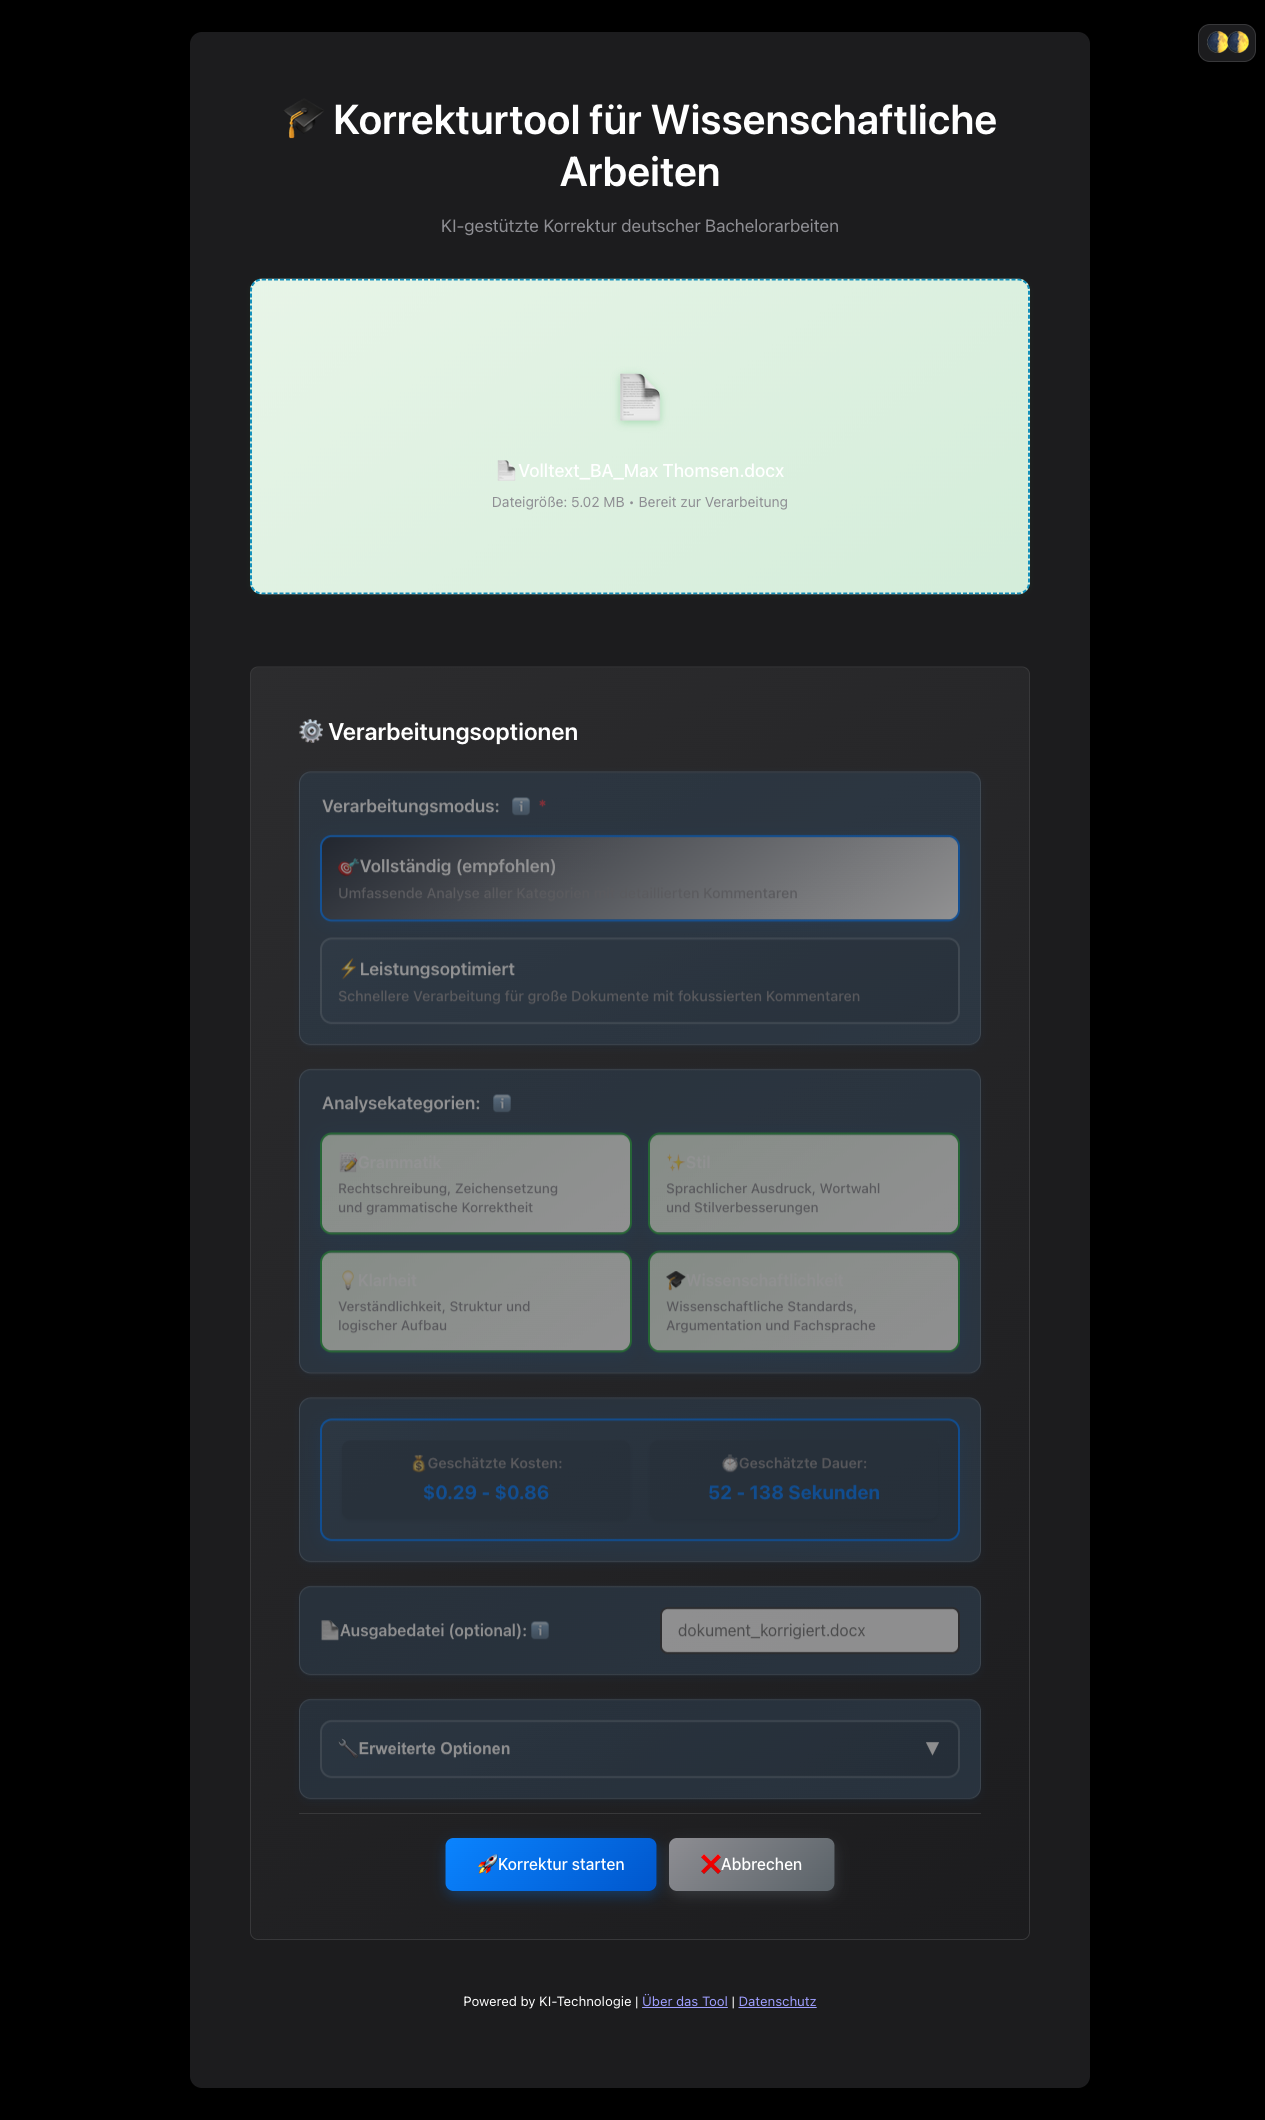 🎓 Korrekturtool für Wissenschaftliche
Arbeiten
KI-gestützte Korrektur deutscher Bachelorarbeiten
Volltext_BA_Max Thomsen.docx
Dateigröße: 5.02 MB • Bereit zur Verarbeitung
⚙️ Verarbeitungsoptionen
Verarbeitungsmodus: ℹ️ *
🎯Vollständig (empfohlen)
Umfassende Analyse aller Kommentaren
⚡Leistungsoptimiert
Schnellere Verarbeitung für große Dokumente mit fokussierten Kommentaren
Analysekategorien: ℹ️
📝Grammatik
✨Stil
Rechtschreibung, Zeichensetzung
und grammatische Korrektheit
Sprachlicher Ausdruck, Wortwahl
und Stilverbesserungen
💡Klarheit
🎓Wissenschaftlichkeit
Verständlichkeit, Struktur und
logischer Aufbau
Wissenschaftliche Standards,
Argumentation und Fachsprache
💰Geschätzte Kosten:
$0.29 - $0.86
⏱️Geschätzte Dauer:
52 - 138 Sekunden
📄Ausgabedatei (optional): ℹ️
dokument_korrigiert.docx
🔧Erweiterte Optionen ▼
🚀Korrektur starten
❌Abbrechen
Powered by KI-Technologie | Über das Tool | Datenschutz